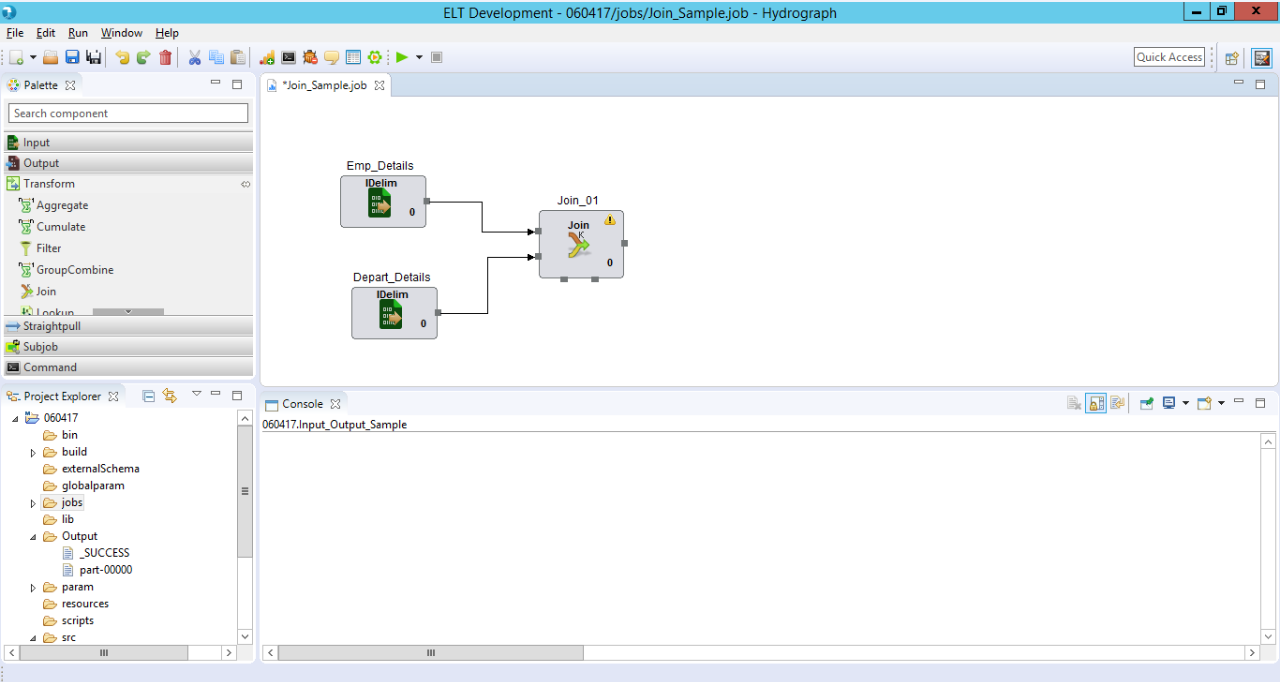 ELT Development - 060417/jobs/Join_Sample.job - Hydrograph
File Edit Run Window Help
Quick Access
Palette
Search component
Input
Output
Transform
Aggregate
Cumulate
Filter
GroupCombine
Join
Lookup
Straightpull
Subjob
Command
*Join_Sample.job
Emp_Details
IDelim
0
Join_01
Join
K
0
Depart_Details
IDelim
0
Project Explorer
060417
bin
build
externalSchema
globalparam
jobs
lib
Output
_SUCCESS
part-00000
param
resources
scripts
src
Console
060417.Input_Output_Sample